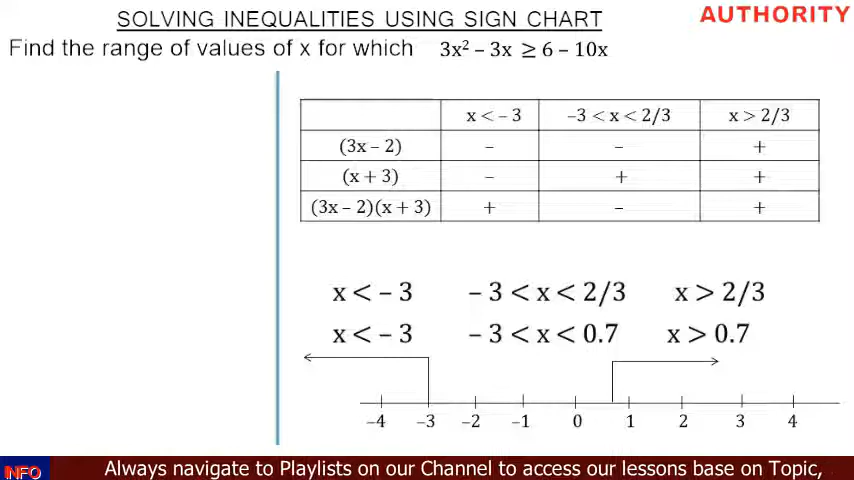 SOLVING INEQUALITIES USING SIGN CHART
AUTHORITY
Find the range of values of x for which 3x² – 3x ≥ 6 – 10x
x < – 3 –3 < x < 2/3 x > 2/3
(3x – 2) – – +
(x + 3) – + +
(3x – 2)(x + 3) + – +
x < – 3 – 3 < x < 2/3 x > 2/3
x < – 3 – 3 < x < 0.7 x > 0.7
–4 –3 –2 –1 0 1 2 3 4
INFO Always navigate to Playlists on our Channel to access our lessons base on Topic,